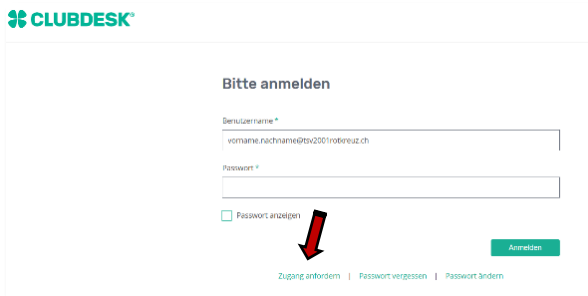 CLUBDESK®
Bitte anmelden
Benutzername *
vorname.nachname@tsv2001rotkreuz.ch
Passwort *
Passwort anzeigen
Anmelden
Zugang anfordern | Passwort vergessen | Passwort ändern